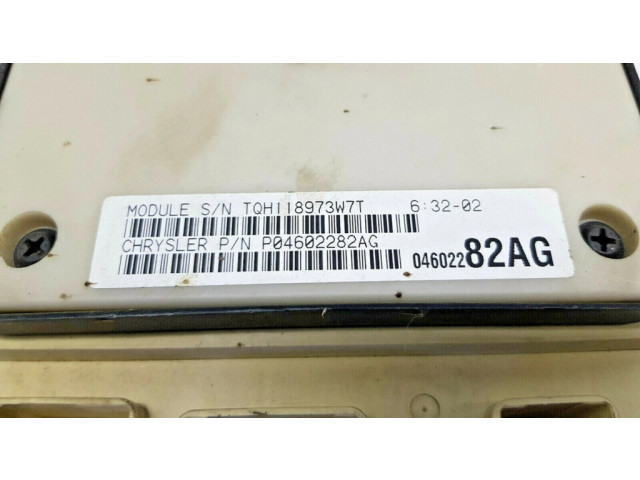 MODULE S/N TQH118973W7T 6:32-02
CHRYSLER P/N P04602282AG
04602282AG